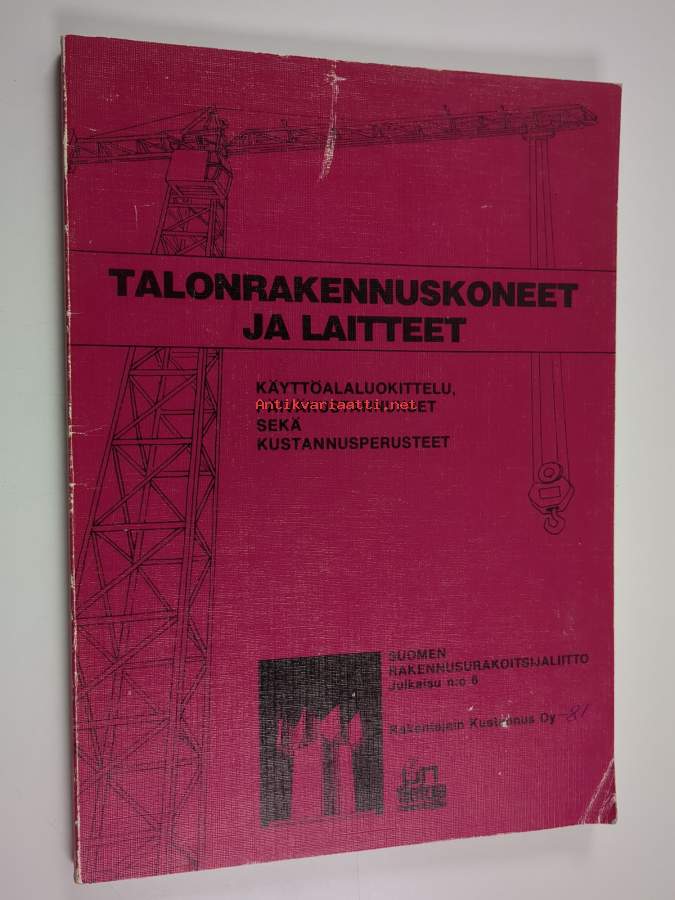 TALONRAKENNUSKONEET
JA LAITTEET
KÄYTTÖALALUOKITTELU,
Antikvariaatti.net
SEKÄ
KUSTANNUSPERUSTEET
SUOMEN
RAKENNUSURAKOITSIJALIITTO
Julkaisu n:o 6
Rakentajain Kustannus Oy -81